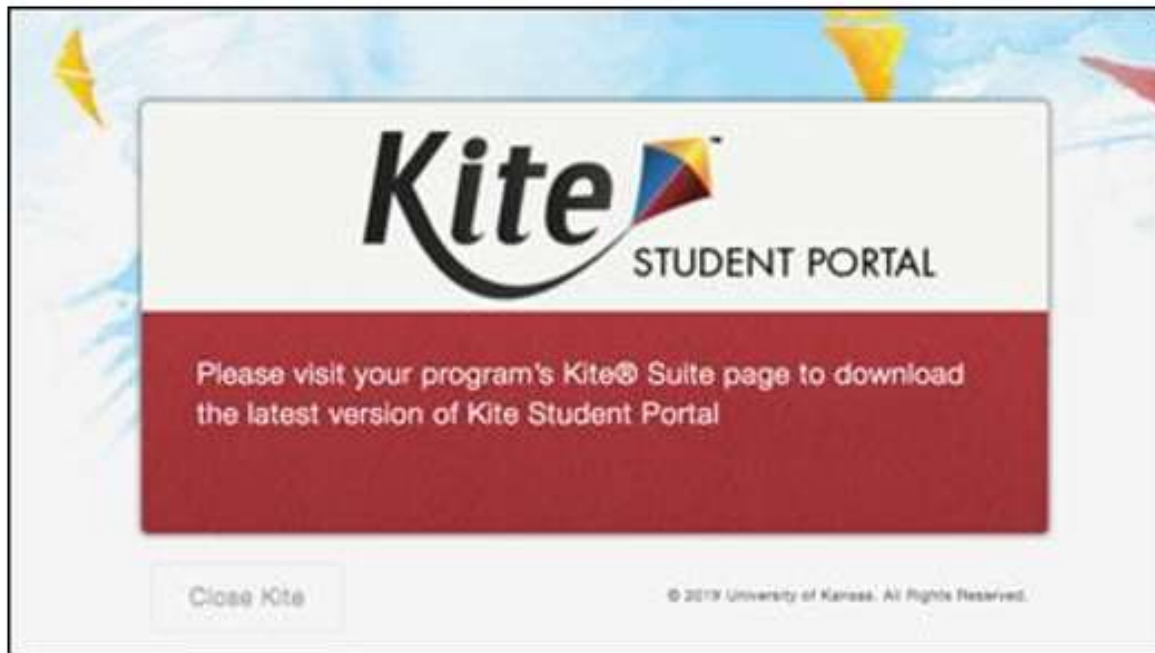 Kite™
STUDENT PORTAL
Please visit your program's Kite® Suite page to download
the latest version of Kite Student Portal
Close Kite
© 2019 University of Kansas. All Rights Reserved.